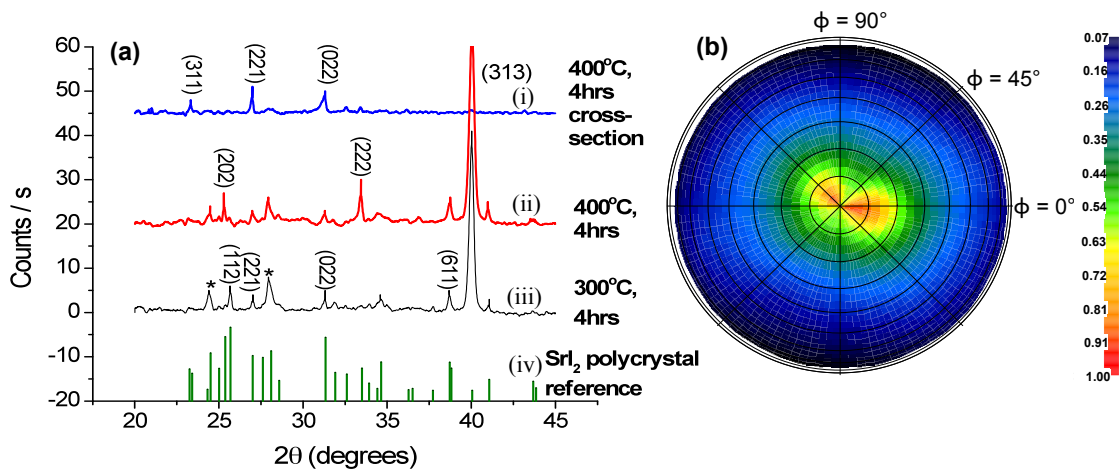 (a)
60
50
40
30
20
10
0
-10
-20
Counts / s
20
25
30
35
40
45
2θ (degrees)
(311)
(221)
(022)
(313)
400°C,
4hrs
cross-
section
(i)
(202)
(222)
(ii)
400°C,
4hrs
*
(112)
(221)
*
(022)
(611)
(iii)
300°C,
4hrs
(iv)
SrI₂ polycrystal
reference
(b)
ϕ = 90°
ϕ = 45°
ϕ = 0°
0.07
0.16
0.26
0.35
0.44
0.54
0.63
0.72
0.81
0.91
1.00